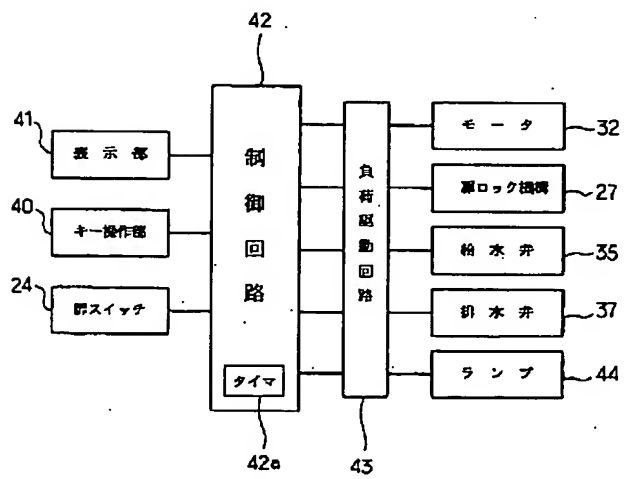 42
41
表示部
40
キー操作部
24
扉スイッチ
制御回路
タイマ
42a
負荷駆動回路
43
モータ
32
扉ロック機構
27
給水弁
35
排水弁
37
ランプ
44